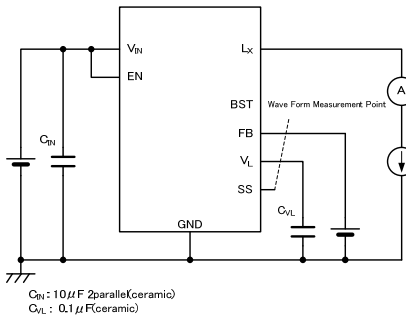 VIN
LX
EN
A
BST
Wave Form Measurement Point
FB
CIN
VL
SS
CVL
GND
CIN : 10μF 2parallel(ceramic)
CVL : 0.1μF(ceramic)